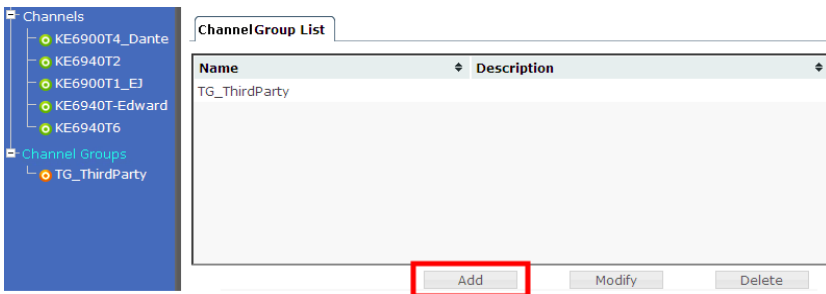 Channels
KE6900T4_Dante
KE6940T2
KE6900T1_EJ
KE6940T-Edward
KE6940T6
Channel Groups
TG_ThirdParty
ChannelGroup List
Name Description
TG_ThirdParty
Add Modify Delete